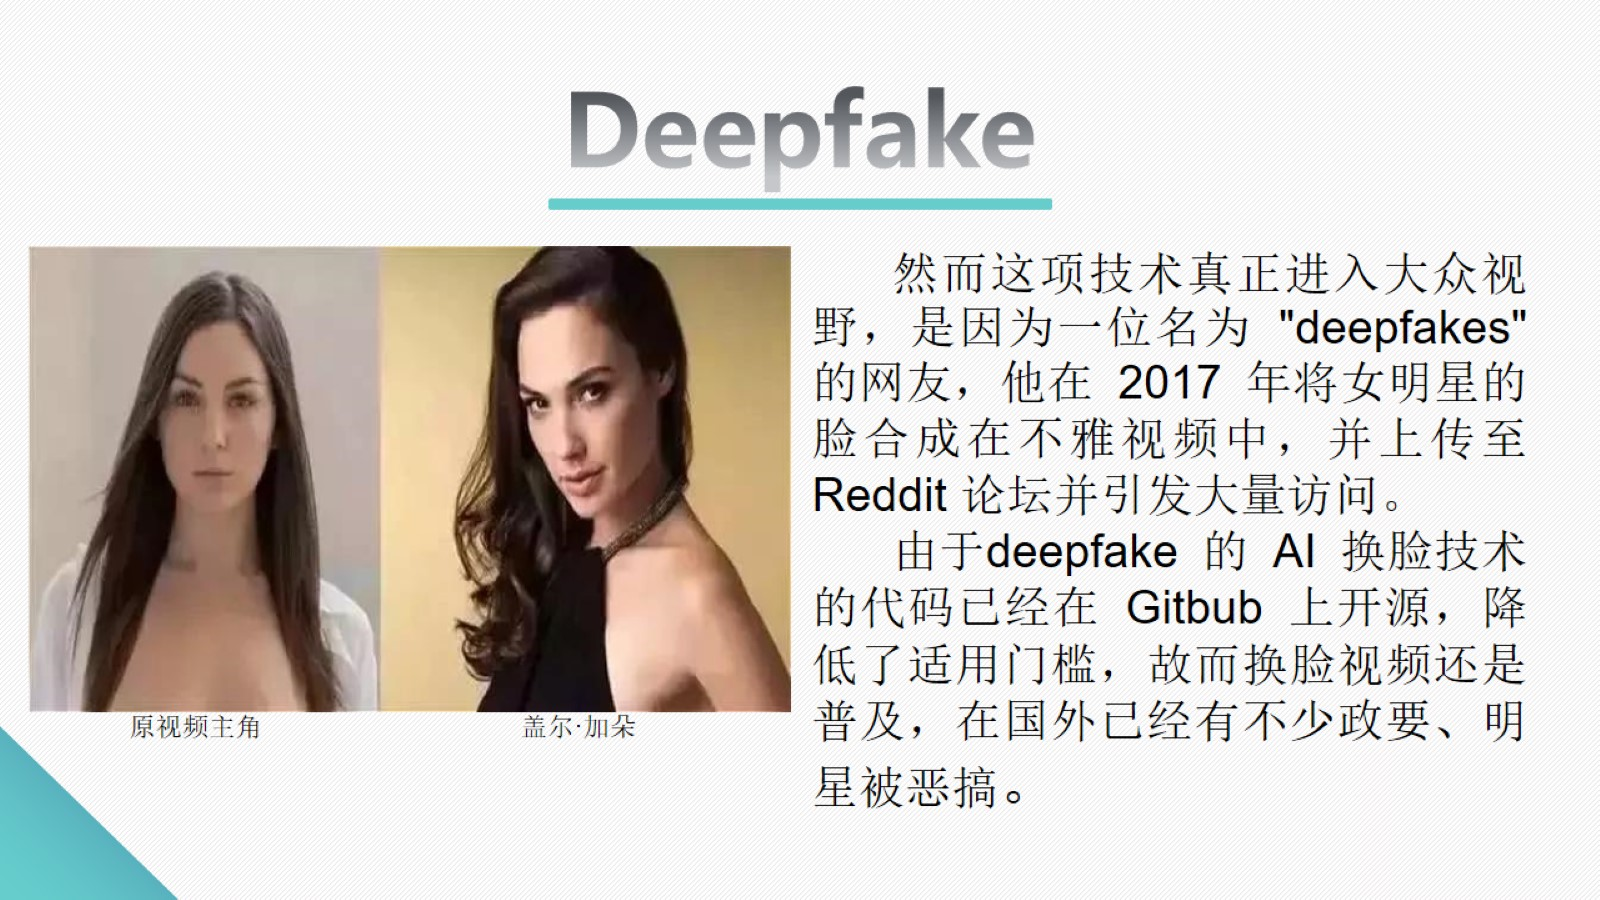 Deepfake
然而这项技术真正进入大众视
野，是因为一位名为 "deepfakes"
的网友，他在 2017 年将女明星的
脸合成在不雅视频中，并上传至
Reddit 论坛并引发大量访问。
由于deepfake 的 AI 换脸技术
的代码已经在 Gitbub 上开源，降
低了适用门槛，故而换脸视频还是
普及，在国外已经有不少政要、明
星被恶搞。
原视频主角
盖尔·加朵